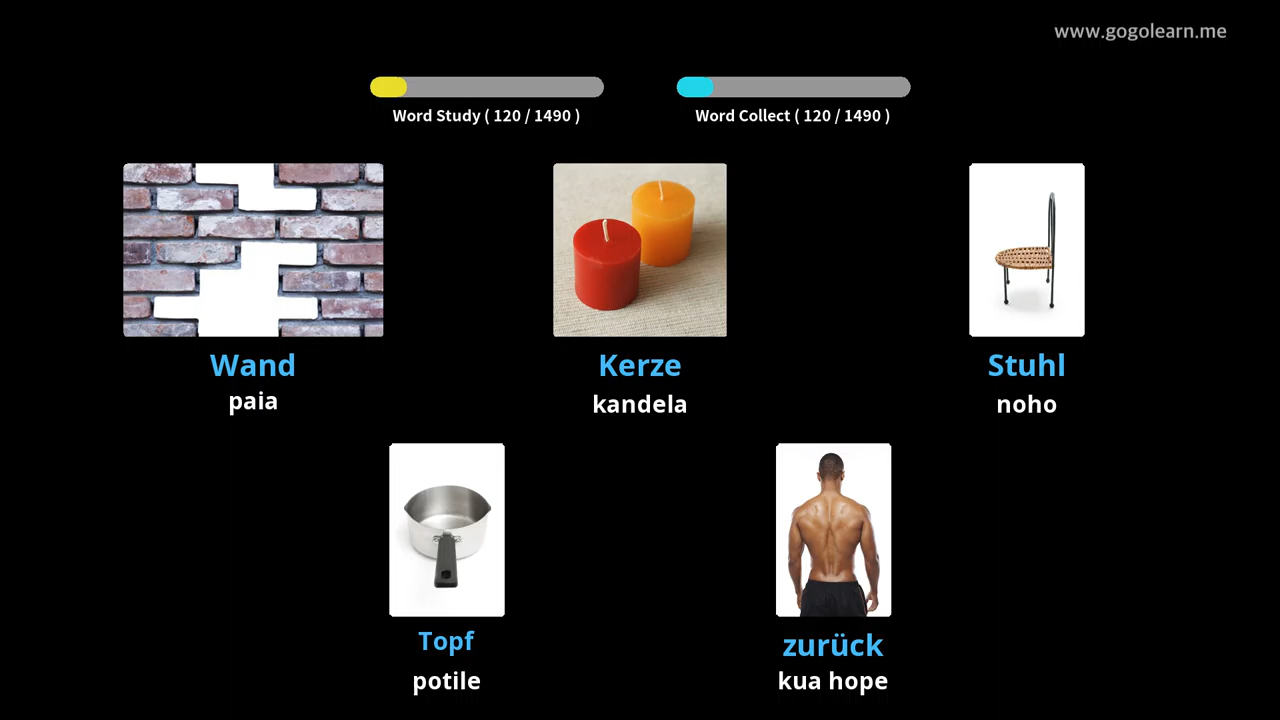 www.gogolearn.me
Word Study ( 120 / 1490 )
Word Collect ( 120 / 1490 )
Wand
paia
Kerze
kandela
Stuhl
noho
Topf
potile
zurück
kua hope